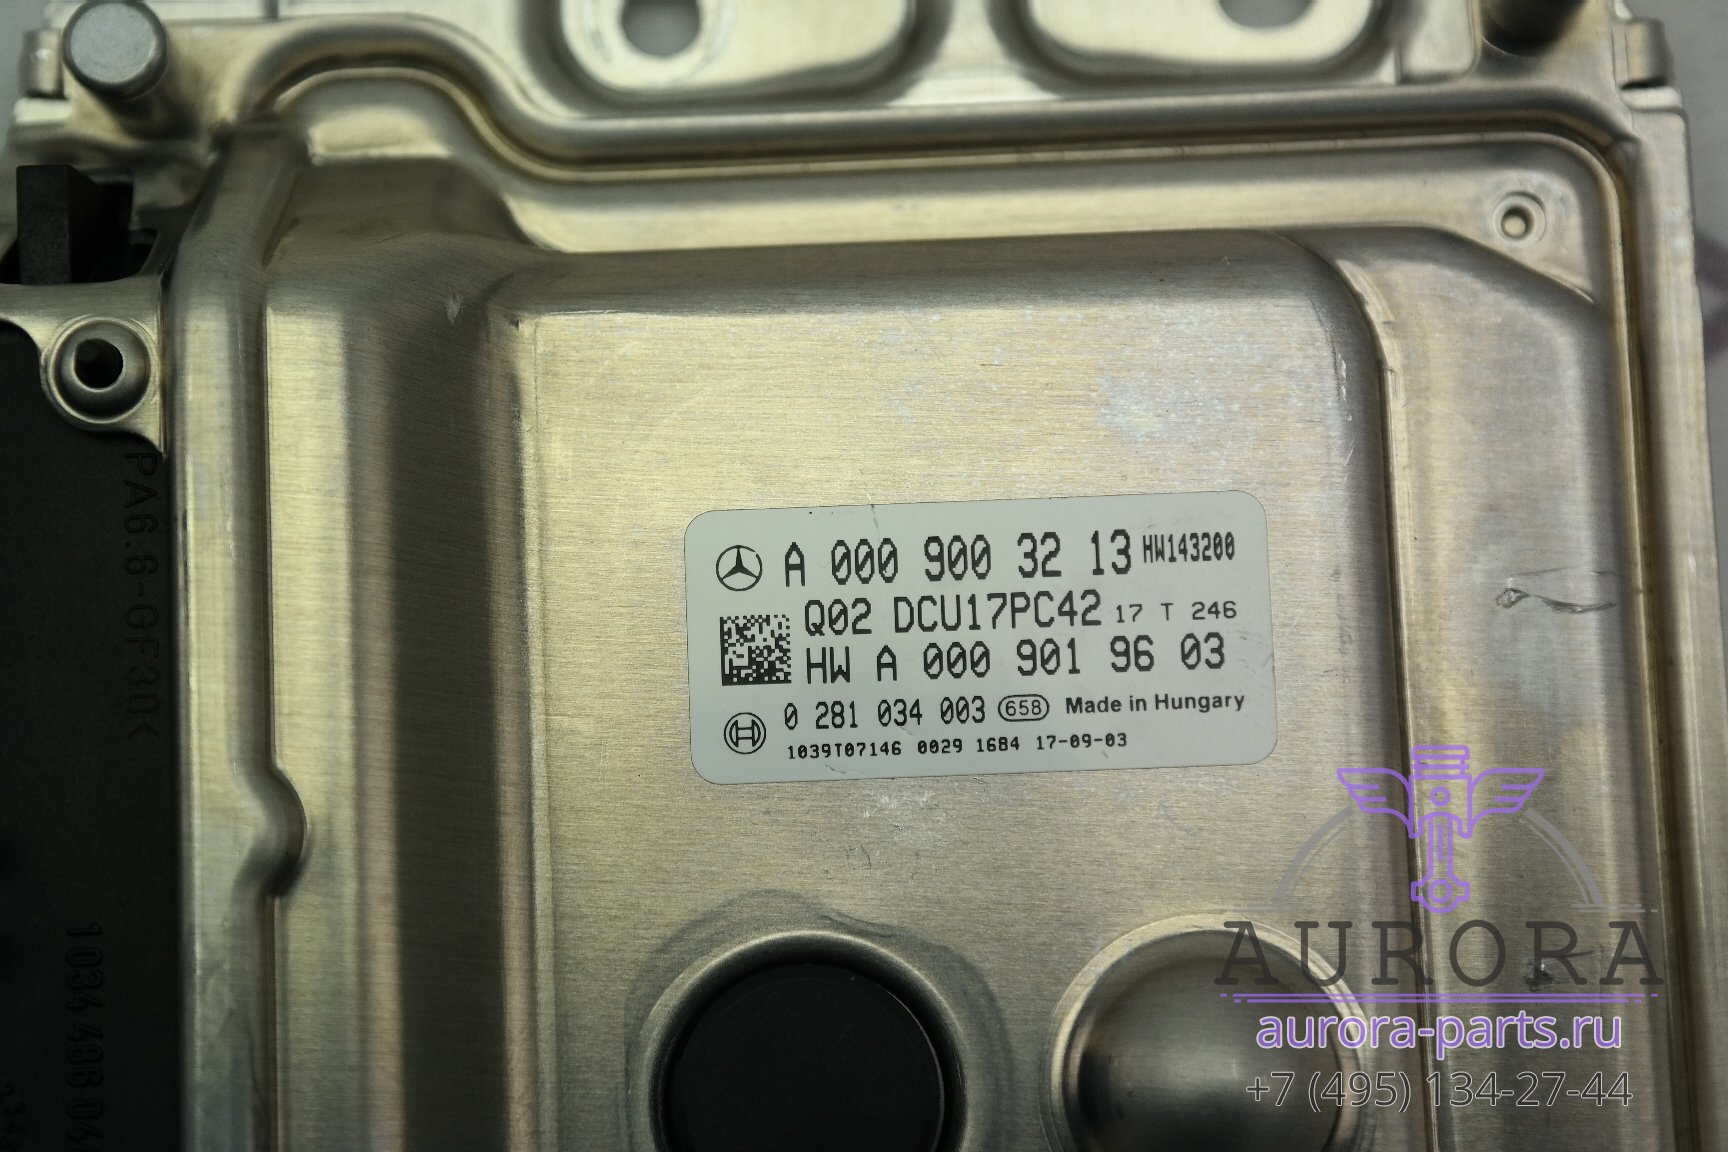 A 000 900 32 13 HW143200
Q02 DCU17PC42 17 T 246
HW A 000 901 96 03
0 281 034 003 658 Made in Hungary
1039T07146 0029 1684 17-09-03
PA6.6-GF30K
1034486
AURORA
aurora-parts.ru
+7 (495) 134-27-44